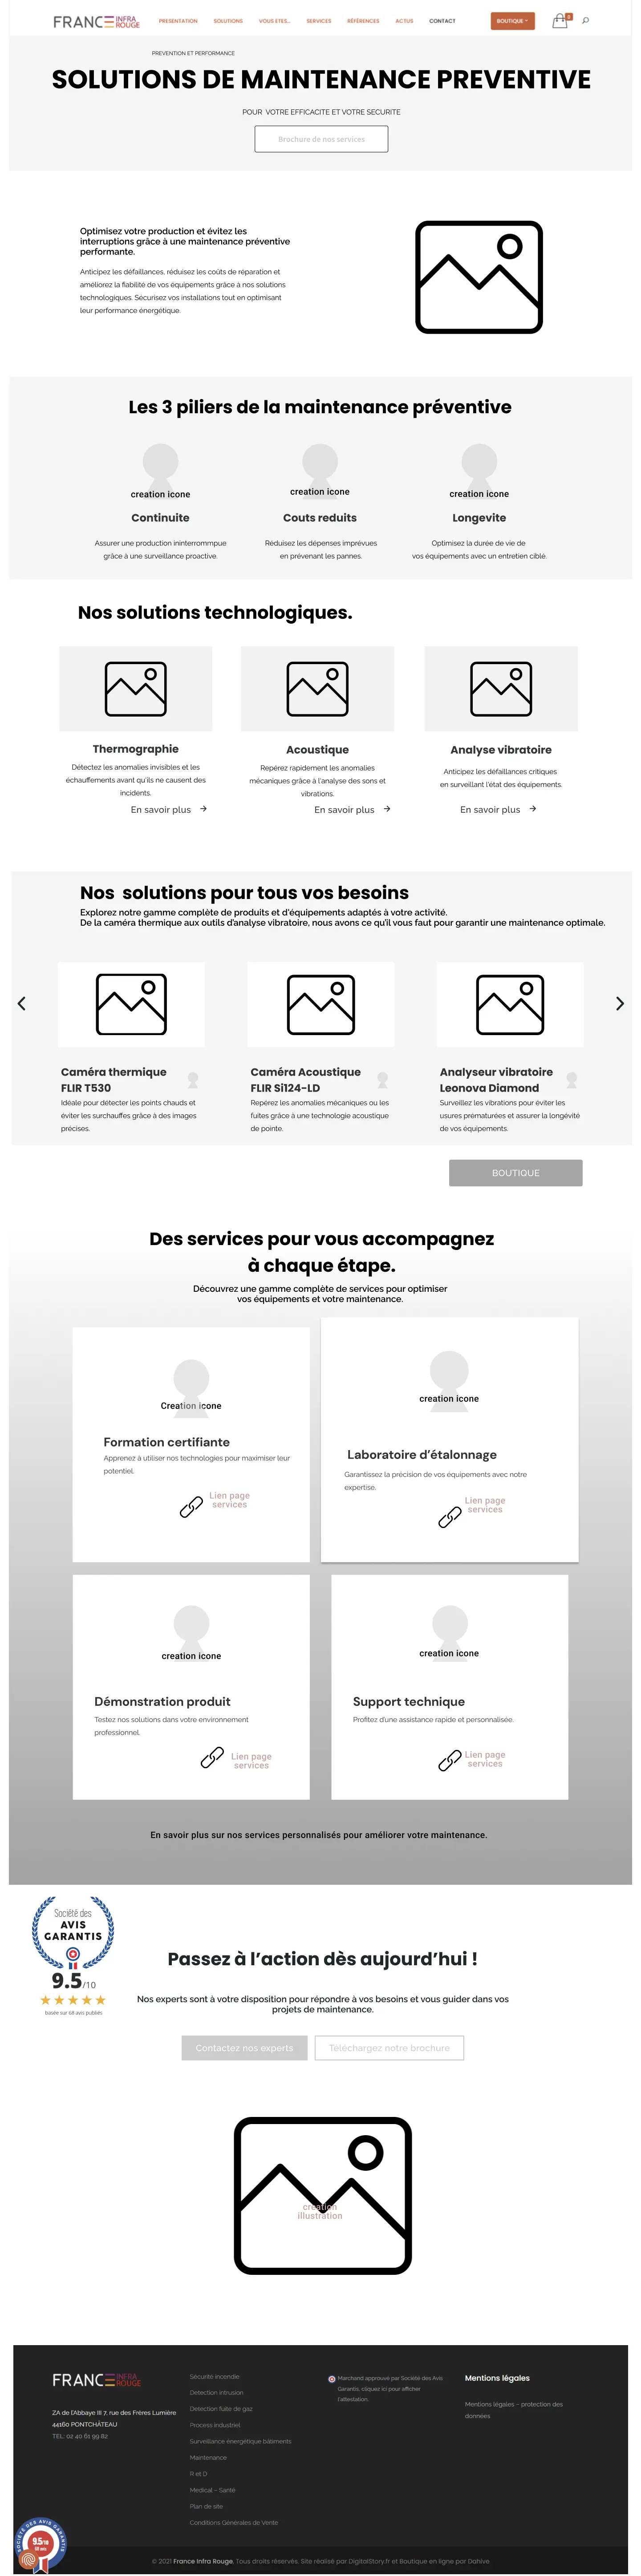 FRANCE INFRA ROUGE
PRESENTATION SOLUTIONS VOUS ETES... SERVICES RÉFÉRENCES ACTUS CONTACT BOUTIQUE 0
PREVENTION ET PERFORMANCE
SOLUTIONS DE MAINTENANCE PREVENTIVE
POUR VOTRE EFFICACITE ET VOTRE SECURITE
Brochure de nos services
Optimisez votre production et évitez les
interruptions grâce à une maintenance préventive
performante.
Anticipez les défaillances, réduisez les coûts de réparation et
améliorez la fiabilité de vos équipements grâce à nos solutions
technologiques. Sécurisez vos installations tout en optimisant
leur performance énergétique.
Les 3 piliers de la maintenance préventive
creation icone
creation icone
creation icone
Continuite
Couts reduits
Longevite
Assurer une production ininterrommpue
grâce à une surveillance proactive.
Réduisez les dépenses imprévues
en prévenant les pannes.
Optimisez la durée de vie de
vos équipements avec un entretien ciblé.
Nos solutions technologiques.
Thermographie
Détectez les anomalies invisibles et les
échauffements avant qu'ils ne causent des
incidents.
En savoir plus →
Acoustique
Repérez rapidement les anomalies
mécaniques grâce à l'analyse des sons et
vibrations.
En savoir plus →
Analyse vibratoire
Anticipez les défaillances critiques
en surveillant l'état des équipements.
En savoir plus →
Nos solutions pour tous vos besoins
Explorez notre gamme complète de produits et d'équipements adaptés à votre activité.
De la caméra thermique aux outils d'analyse vibratoire, nous avons ce qu'il vous faut pour garantir une maintenance optimale.
Caméra thermique
FLIR T530
Idéale pour détecter les points chauds et
éviter les surchauffes grâce à des images
précises.
Caméra Acoustique
FLIR Si124-LD
Repérez les anomalies mécaniques ou les
fuites grâce à une technologie acoustique
de pointe.
Analyseur vibratoire
Leonova Diamond
Surveillez les vibrations pour éviter les
usures prématurées et assurer la longévité
de vos équipements.
BOUTIQUE
Des services pour vous accompagnez
à chaque étape.
Découvrez une gamme complète de services pour optimiser
vos équipements et votre maintenance.
Creation icone
Formation certifiante
Apprenez à utiliser nos technologies pour maximiser leur
potentiel.
Lien page
services
creation icone
Laboratoire d'étalonnage
Garantissez la précision de vos équipements avec notre
expertise.
Lien page
services
creation icone
Démonstration produit
Testez nos solutions dans votre environnement
professionnel.
Lien page
services
creation icone
Support technique
Profitez d'une assistance rapide et personnalisée.
Lien page
services
En savoir plus sur nos services personnalisés pour améliorer votre maintenance.
Société des
AVIS
GARANTIS
9.5/10
basée sur 68 avis publiés
Passez à l'action dès aujourd'hui !
Nos experts sont à votre disposition pour répondre à vos besoins et vous guider dans vos
projets de maintenance.
Contactez nos experts
Téléchargez notre brochure
creation
illustration
FRANCE INFRA ROUGE
ZA de l'Abbaye III 7, rue des Frères Lumière
44160 PONTCHÂTEAU
TEL: 02 40 61 99 82
Sécurité incendie
Détection intrusion
Détection fuite de gaz
Process industriel
Surveillance énergétique bâtiments
Maintenance
R et D
Médical – Santé
Plan de site
Conditions Générales de Vente
Marchand approuvé par Société des Avis
Garantis, cliquez ici pour afficher
l'attestation.
Mentions légales
Mentions légales – protection des
données
SOCIÉTÉ DES AVIS GARANTIS
9.5/10
© 2021 France Infra Rouge, Tous droits réservés. Site réalisé par DigitalStory.fr et Boutique en ligne par Dahive